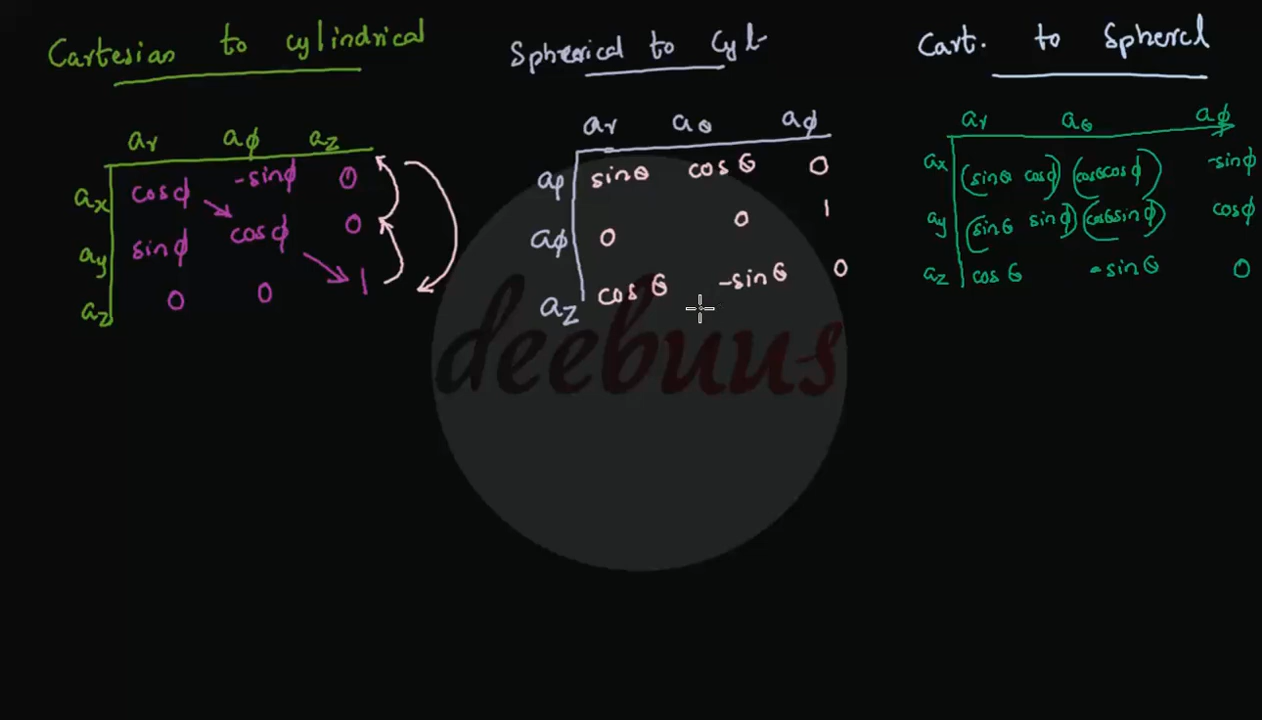 Cartesian to cylindrical
ar aϕ az
ax cosϕ -sinϕ 0
ay sinϕ cosϕ 0
az 0 0 1
Spherical to Cyl-
ar aθ aϕ
aρ sinθ cosθ 0
aϕ 0 0 1
az cosθ -sinθ 0
Cart. to Sphercl
ar aθ aϕ
ax (sinθ cosϕ) (cosθcosϕ) -sinϕ
ay (sinθ sinϕ) (cosθsinϕ) cosϕ
az cosθ -sinθ 0
deebuus